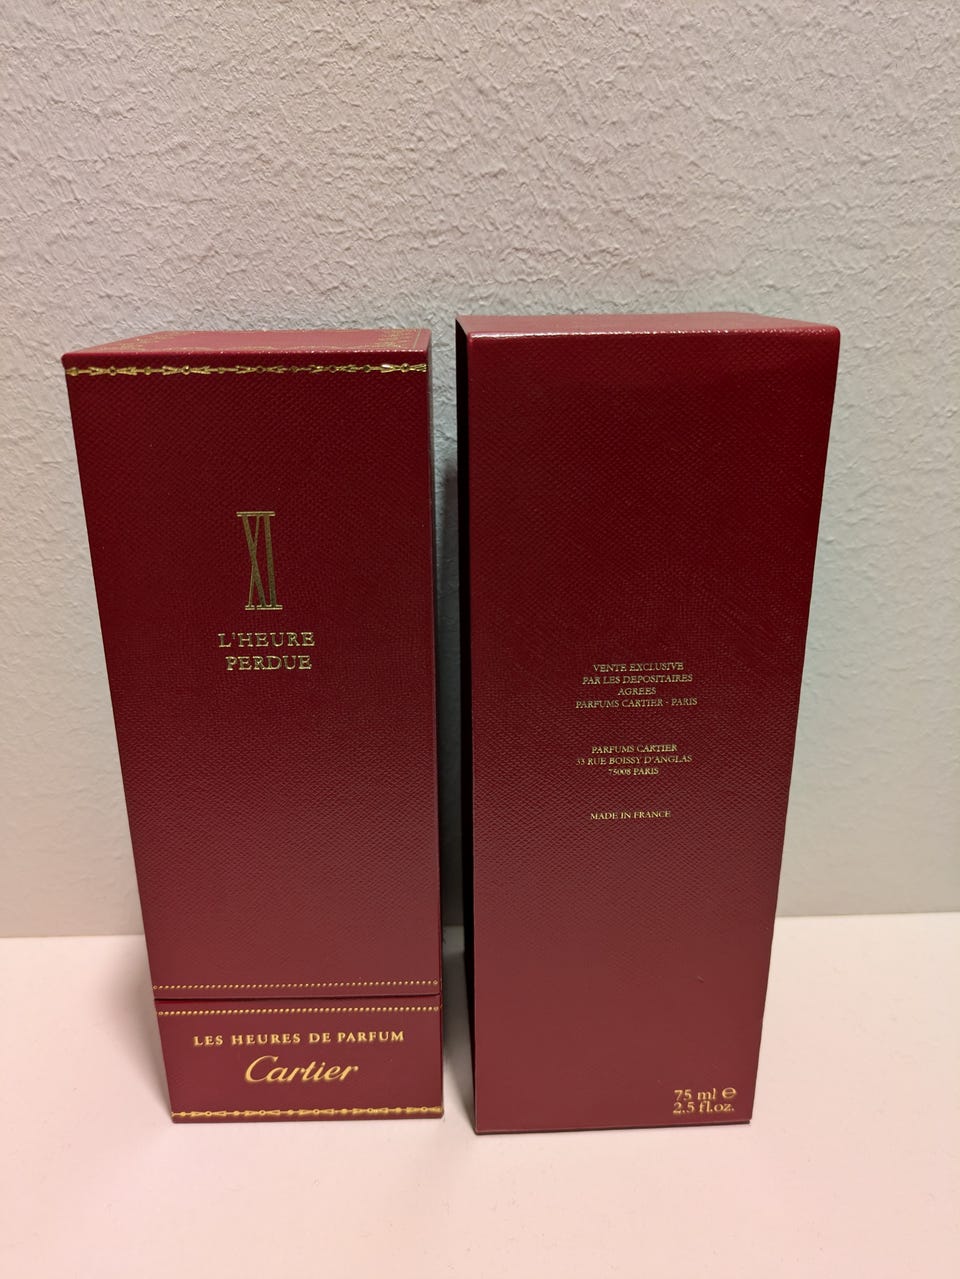 XI
L'HEURE
PERDUE
LES HEURES DE PARFUM
Cartier
VENTE EXCLUSIVE
PAR LES DEPOSITAIRES
AGREES
PARFUMS CARTIER - PARIS
PARFUMS CARTIER
33 RUE BOISSY D'ANGLAS
75008 PARIS
MADE IN FRANCE
75 ml ℮
2.5 fl.oz.